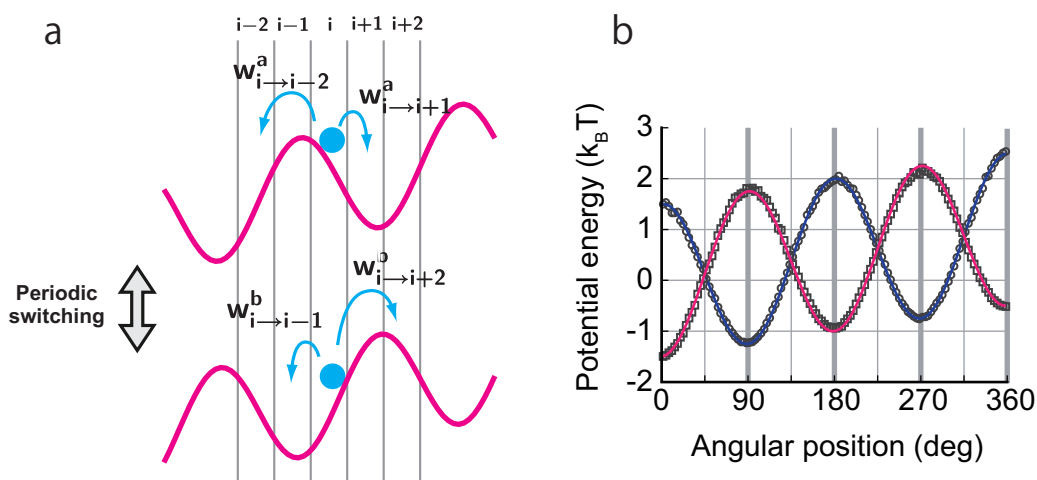 a
i−2 i−1 i i+1 i+2
w^a_{i→i−2}
w^a_{i→i+1}
w^b_{i→i+2}
w^b_{i→i−1}
Periodic
switching
b
Potential energy (k_B T)
3
2
1
0
-1
-2
0 90 180 270 360
Angular position (deg)